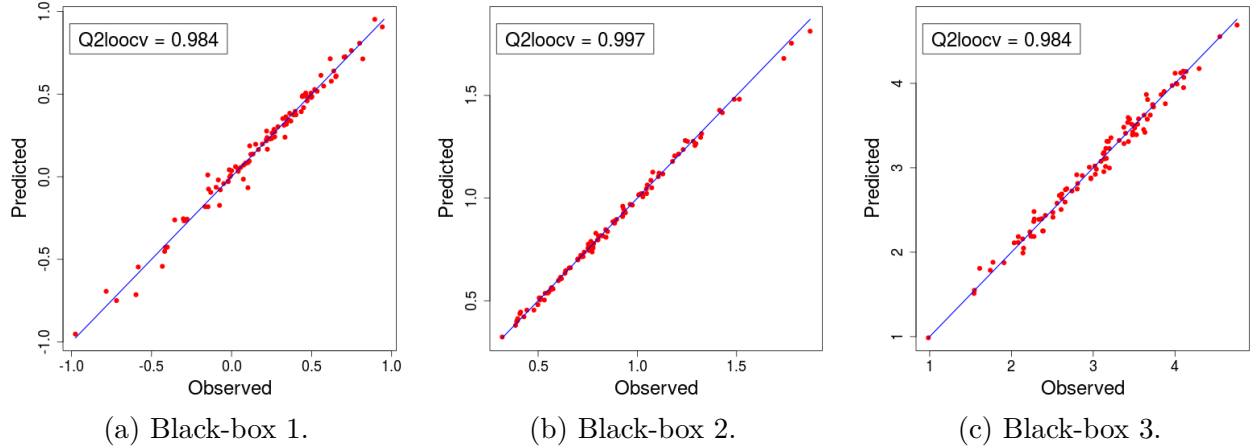 Q2loocv = 0.984
Predicted
1.0
0.5
0.0
-0.5
-1.0
-1.0 -0.5 0.0 0.5 1.0
Observed
(a) Black-box 1.
Q2loocv = 0.997
Predicted
1.5
1.0
0.5
0.5 1.0 1.5
Observed
(b) Black-box 2.
Q2loocv = 0.984
Predicted
4
3
2
1
1 2 3 4
Observed
(c) Black-box 3.